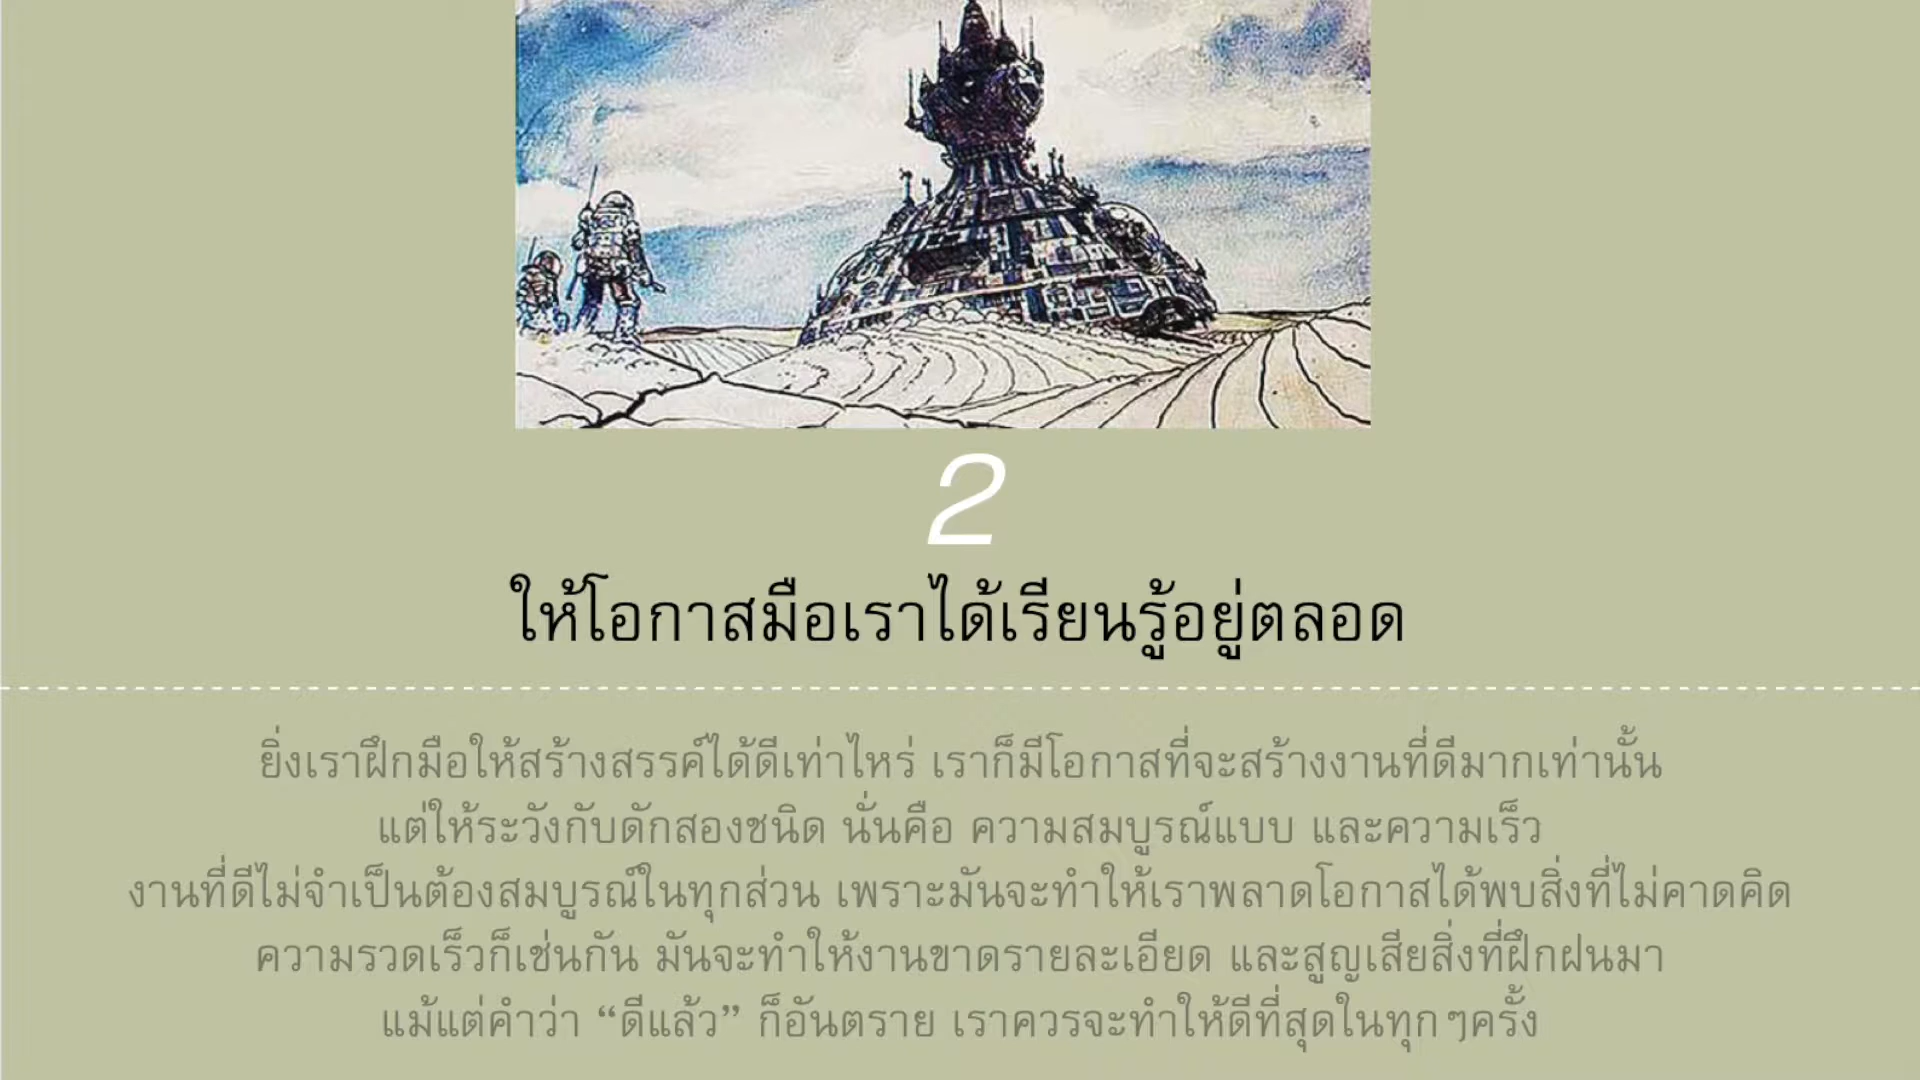 2
ให้โอกาสมือเราได้เรียนรู้อยู่ตลอด
ยิ่งเราฝึกมือให้สร้างสรรค์ได้ดีเท่าไหร่ เราก็มีโอกาสที่จะสร้างงานที่ดีมากเท่านั้น
แต่ให้ระวังกับดักสองชนิด นั่นคือ ความสมบูรณ์แบบ และความเร็ว
งานที่ดีไม่จำเป็นต้องสมบูรณ์ในทุกส่วน เพราะมันจะทำให้เราพลาดโอกาสได้พบสิ่งที่ไม่คาดคิด
ความรวดเร็วก็เช่นกัน มันจะทำให้งานขาดรายละเอียด และสูญเสียสิ่งที่ฝึกฝนมา
แม้แต่คำว่า “ดีแล้ว” ก็อันตราย เราควรจะทำให้ดีที่สุดในทุกๆครั้ง